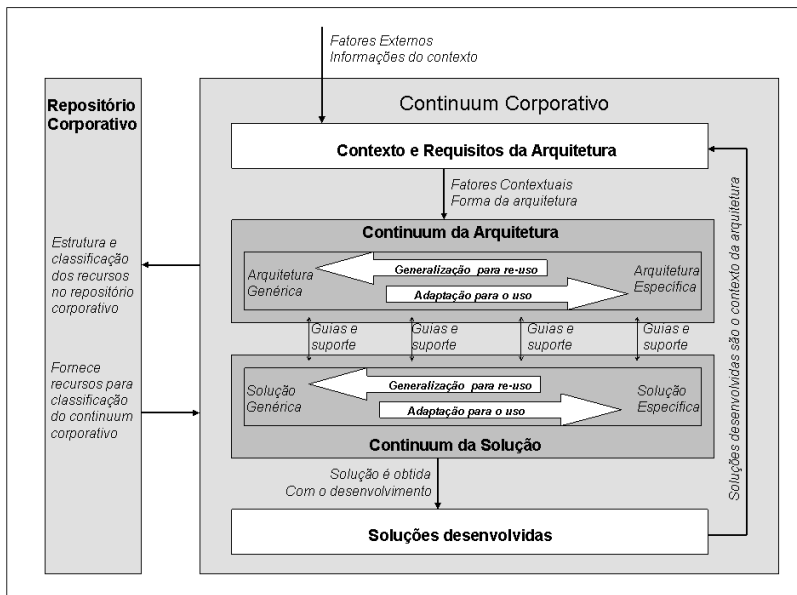 Fatores Externos
Informações do contexto
Repositório
Corporativo
Estrutura e
classificação
dos recursos
no repositório
corporativo
Fornece
recursos para
classificação
do continuum
corporativo
Continuum Corporativo
Contexto e Requisitos da Arquitetura
Fatores Contextuais
Forma da arquitetura
Continuum da Arquitetura
Arquitetura
Genérica
Generalização para re-uso
Adaptação para o uso
Arquitetura
Específica
Guias e
suporte
Guias e
suporte
Guias e
suporte
Guias e
suporte
Solução
Genérica
Generalização para re-uso
Adaptação para o uso
Solução
Específica
Continuum da Solução
Solução é obtida
Com o desenvolvimento
Soluções desenvolvidas
Soluções desenvolvidas são o contexto da arquitetura